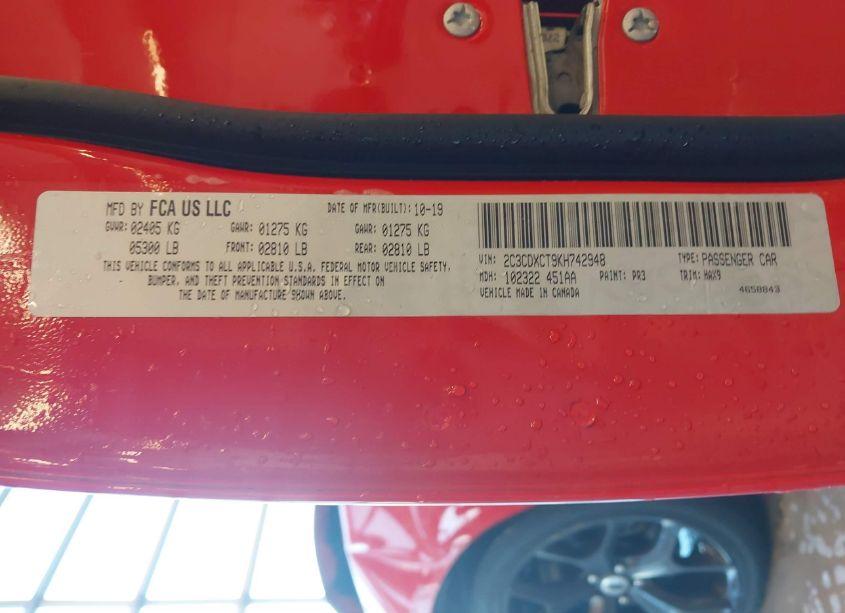 MFD BY FCA US LLC DATE OF MFR(BUILT): 10-19
GVWR: 02405 KG GAWR: 01275 KG GAWR: 01275 KG
05300 LB FRONT: 02810 LB REAR: 02810 LB
THIS VEHICLE CONFORMS TO ALL APPLICABLE U.S.A. FEDERAL MOTOR VEHICLE SAFETY,
BUMPER, AND THEFT PREVENTION STANDARDS IN EFFECT ON
THE DATE OF MANUFACTURE SHOWN ABOVE.
VIN: 2C3CDXCT9KH742948 TYPE: PASSENGER CAR
MDH: 102322 451AA PAINT: PR3 TRIM: HAX9
VEHICLE MADE IN CANADA 4658843